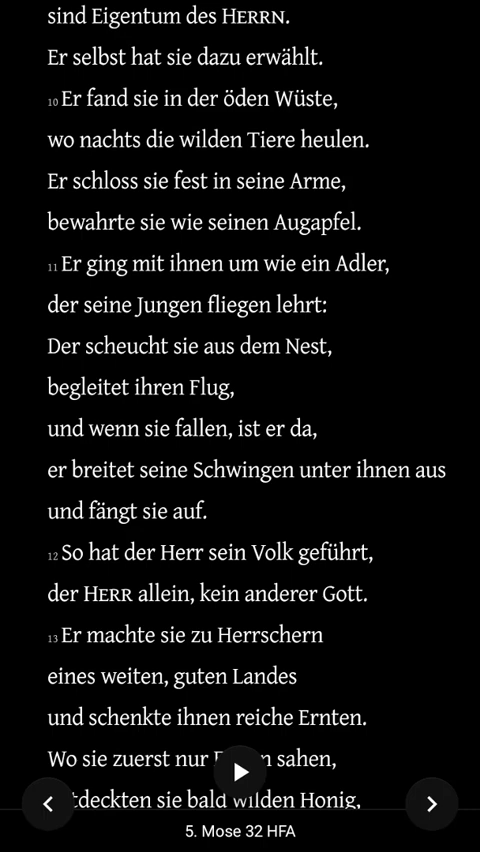 sind Eigentum des HERRN.
Er selbst hat sie dazu erwählt.
10 Er fand sie in der öden Wüste,
wo nachts die wilden Tiere heulen.
Er schloss sie fest in seine Arme,
bewahrte sie wie seinen Augapfel.
11 Er ging mit ihnen um wie ein Adler,
der seine Jungen fliegen lehrt:
Der scheucht sie aus dem Nest,
begleitet ihren Flug,
und wenn sie fallen, ist er da,
er breitet seine Schwingen unter ihnen aus
und fängt sie auf.
12 So hat der Herr sein Volk geführt,
der HERR allein, kein anderer Gott.
13 Er machte sie zu Herrschern
eines weiten, guten Landes
und schenkte ihnen reiche Ernten.
Wo sie zuerst nur sahen,
sie bald wilden Honig,
5. Mose 32 HFA